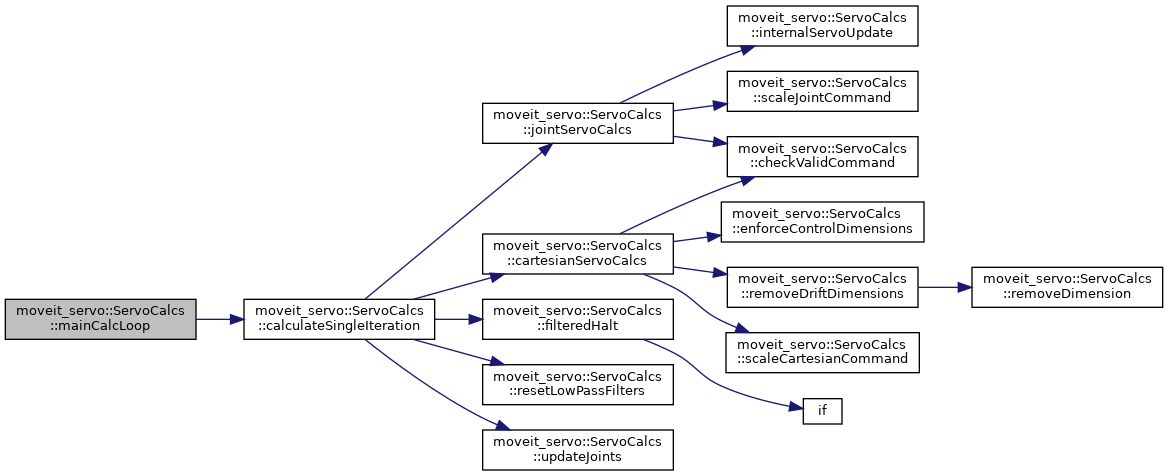 moveit_servo::ServoCalcs
::mainCalcLoop
moveit_servo::ServoCalcs
::calculateSingleIteration
moveit_servo::ServoCalcs
::jointServoCalcs
moveit_servo::ServoCalcs
::cartesianServoCalcs
moveit_servo::ServoCalcs
::filteredHalt
moveit_servo::ServoCalcs
::resetLowPassFilters
moveit_servo::ServoCalcs
::updateJoints
moveit_servo::ServoCalcs
::internalServoUpdate
moveit_servo::ServoCalcs
::scaleJointCommand
moveit_servo::ServoCalcs
::checkValidCommand
moveit_servo::ServoCalcs
::enforceControlDimensions
moveit_servo::ServoCalcs
::removeDriftDimensions
moveit_servo::ServoCalcs
::scaleCartesianCommand
if
moveit_servo::ServoCalcs
::removeDimension